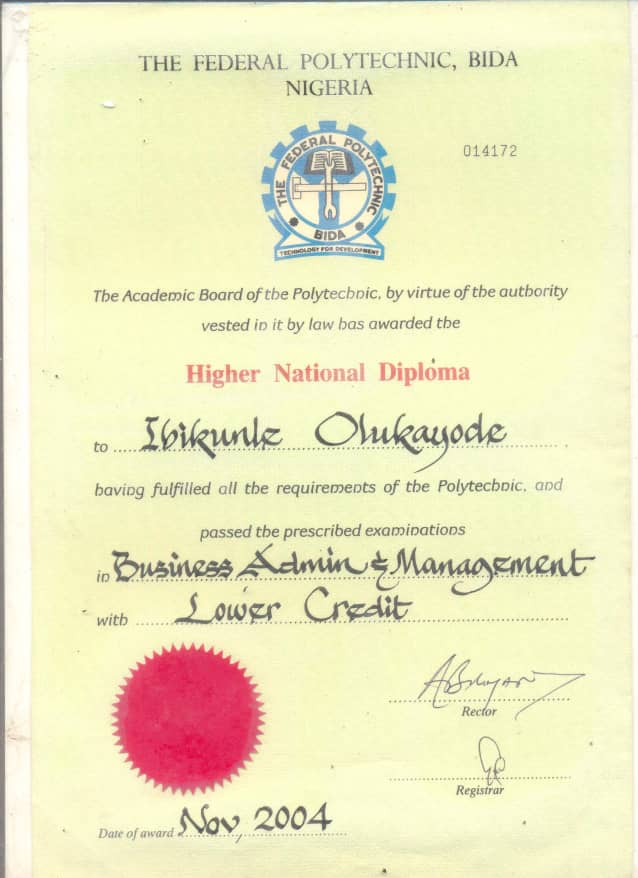 THE FEDERAL POLYTECHNIC, BIDA
NIGERIA
014172
THE FEDERAL POLYTECHNIC
BIDA
TECHNOLOGY FOR DEVELOPMENT
The Academic Board of the Polytechnic, by virtue of the authority
vested in it by law has awarded the
Higher National Diploma
to Ibikunle Olukayode
having fulfilled all the requirements of the Polytechnic, and
passed the prescribed examinations
in Business Admin & Management
with Lower Credit
Rector
Registrar
Date of award Nov, 2004